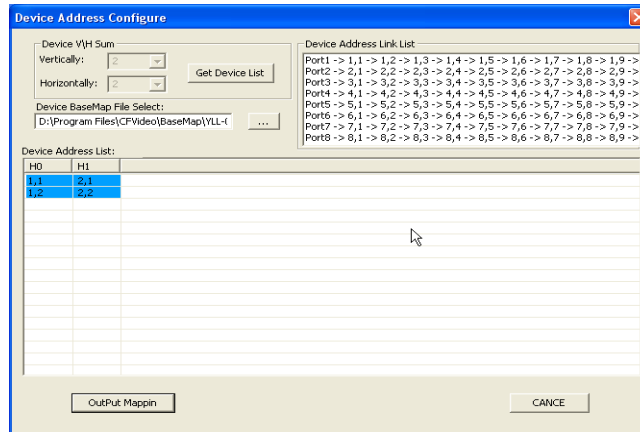 Device Address Configure
Device V\H Sum
Vertically: 2
Horizontally: 2
Get Device List
Device BaseMap File Select:
D:\Program Files\CFVideo\BaseMap\YLL-(
...
Device Address Link List
Port1 -> 1,1 -> 1,2 -> 1,3 -> 1,4 -> 1,5 -> 1,6 -> 1,7 -> 1,8 -> 1,9 ->
Port2 -> 2,1 -> 2,2 -> 2,3 -> 2,4 -> 2,5 -> 2,6 -> 2,7 -> 2,8 -> 2,9 ->
Port3 -> 3,1 -> 3,2 -> 3,3 -> 3,4 -> 3,5 -> 3,6 -> 3,7 -> 3,8 -> 3,9 ->
Port4 -> 4,1 -> 4,2 -> 4,3 -> 4,4 -> 4,5 -> 4,6 -> 4,7 -> 4,8 -> 4,9 ->
Port5 -> 5,1 -> 5,2 -> 5,3 -> 5,4 -> 5,5 -> 5,6 -> 5,7 -> 5,8 -> 5,9 ->
Port6 -> 6,1 -> 6,2 -> 6,3 -> 6,4 -> 6,5 -> 6,6 -> 6,7 -> 6,8 -> 6,9 ->
Port7 -> 7,1 -> 7,2 -> 7,3 -> 7,4 -> 7,5 -> 7,6 -> 7,7 -> 7,8 -> 7,9 ->
Port8 -> 8,1 -> 8,2 -> 8,3 -> 8,4 -> 8,5 -> 8,6 -> 8,7 -> 8,8 -> 8,9 ->
Device Address List:
H0 H1
1,1 2,1
1,2 2,2
OutPut Mappin
CANCE